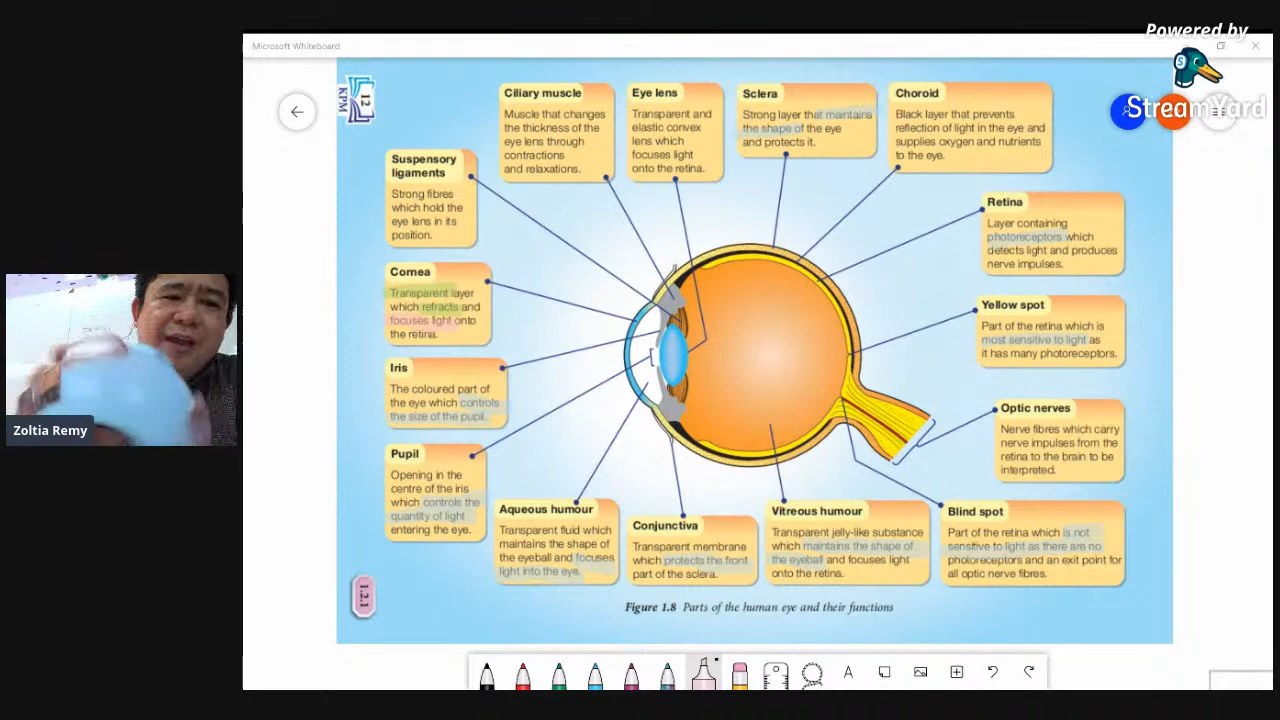 Powered by
StreamYard
Microsoft Whiteboard
12
KPM
Ciliary muscle
Muscle that changes
the thickness of the
eye lens through
contractions
and relaxations.
Eye lens
Transparent and
elastic convex
lens which
focuses light
onto the retina.
Sclera
Strong layer that maintains
the shape of the eye
and protects it.
Choroid
Black layer that prevents
reflection of light in the eye and
supplies oxygen and nutrients
to the eye.
Suspensory
ligaments
Strong fibres
which hold the
eye lens in its
position.
Retina
Layer containing
photoreceptors which
detects light and produces
nerve impulses.
Cornea
Transparent layer
which refracts and
focuses light onto
the retina.
Yellow spot
Part of the retina which is
most sensitive to light as
it has many photoreceptors.
Iris
The coloured part of
the eye which controls
the size of the pupil.
Optic nerves
Nerve fibres which carry
nerve impulses from the
retina to the brain to be
interpreted.
Pupil
Opening in the
centre of the iris
which controls the
quantity of light
entering the eye.
Aqueous humour
Transparent fluid which
maintains the shape of
the eyeball and focuses
light into the eye.
Conjunctiva
Transparent membrane
which protects the front
part of the sclera.
Vitreous humour
Transparent jelly-like substance
which maintains the shape of
the eyeball and focuses light
onto the retina.
Blind spot
Part of the retina which is not
sensitive to light as there are no
photoreceptors and an exit point for
all optic nerve fibres.
1.2.1
Figure 1.8 Parts of the human eye and their functions
Zoltia Remy
A